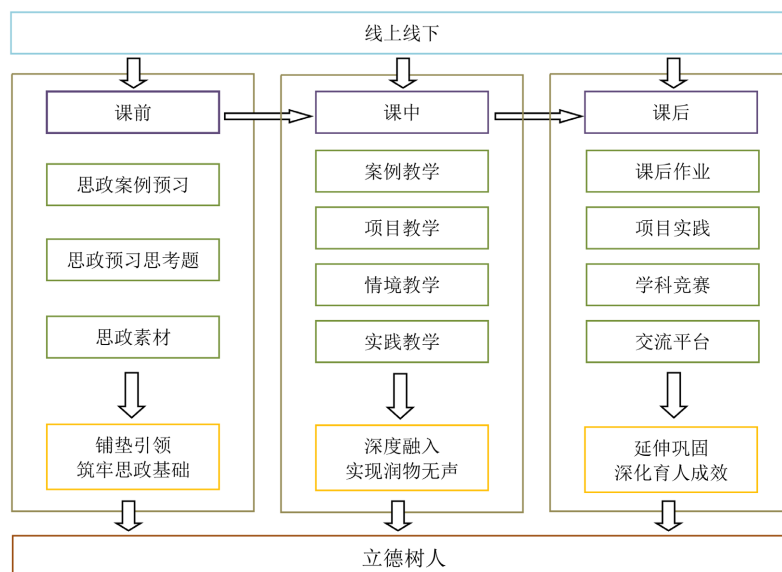 线上线下
课前
思政案例预习
思政预习思考题
思政素材
铺垫引领
筑牢思政基础
课中
案例教学
项目教学
情境教学
实践教学
深度融入
实现润物无声
课后
课后作业
项目实践
学科竞赛
交流平台
延伸巩固
深化育人成效
立德树人